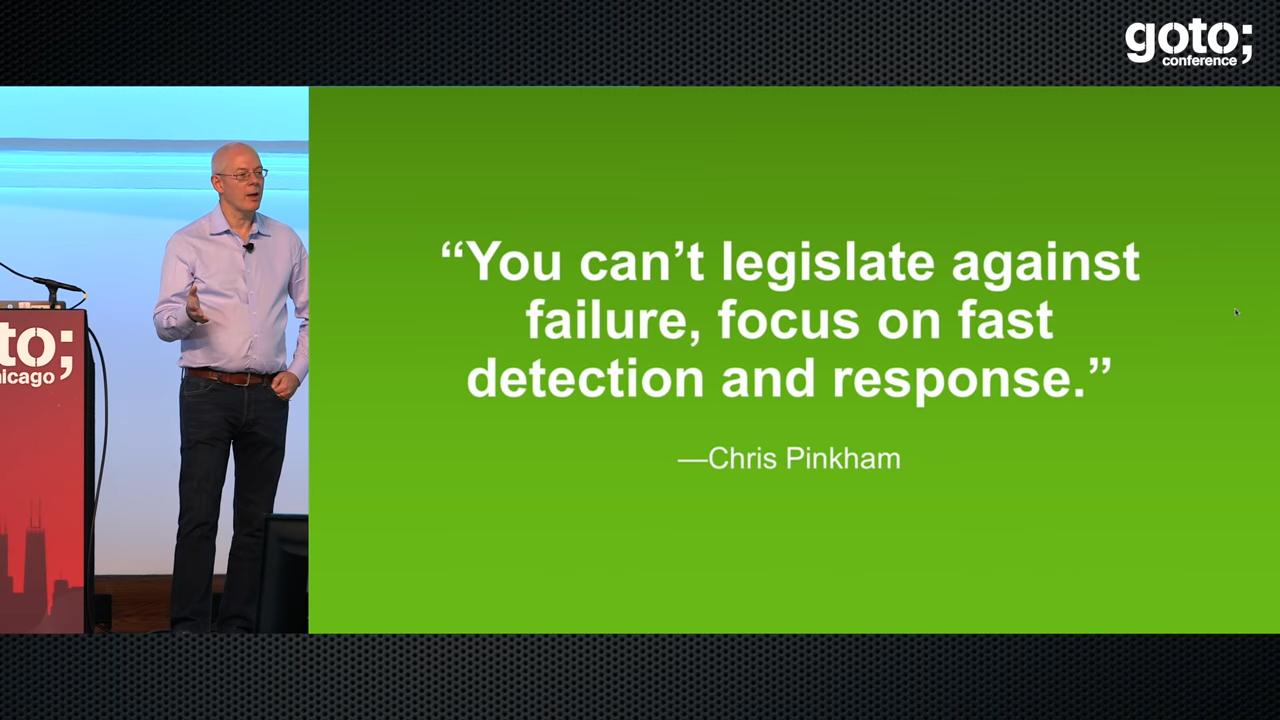 goto;
conference
“You can’t legislate against
failure, focus on fast
detection and response.”
—Chris Pinkham
to;
icago